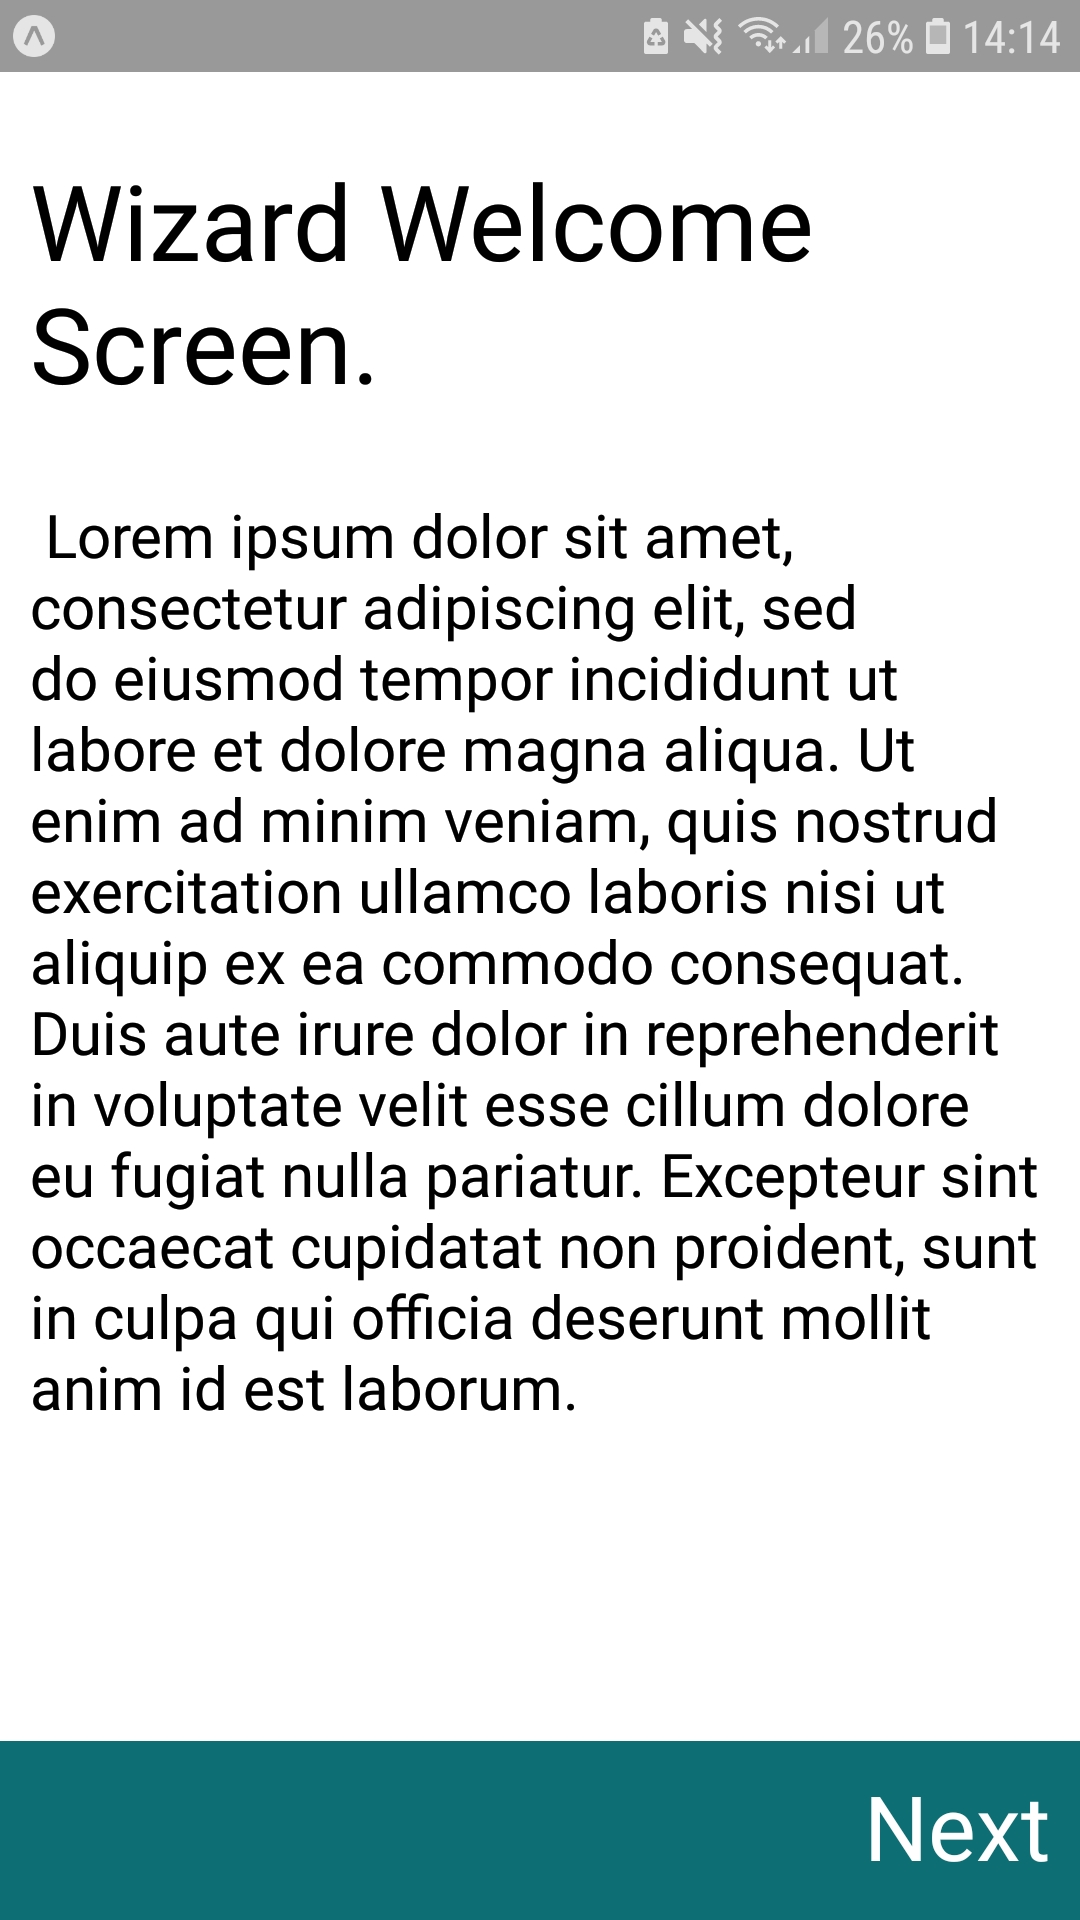 26% 14:14
Wizard Welcome
Screen.
Lorem ipsum dolor sit amet,
consectetur adipiscing elit, sed
do eiusmod tempor incididunt ut
labore et dolore magna aliqua. Ut
enim ad minim veniam, quis nostrud
exercitation ullamco laboris nisi ut
aliquip ex ea commodo consequat.
Duis aute irure dolor in reprehenderit
in voluptate velit esse cillum dolore
eu fugiat nulla pariatur. Excepteur sint
occaecat cupidatat non proident, sunt
in culpa qui officia deserunt mollit
anim id est laborum.
Next